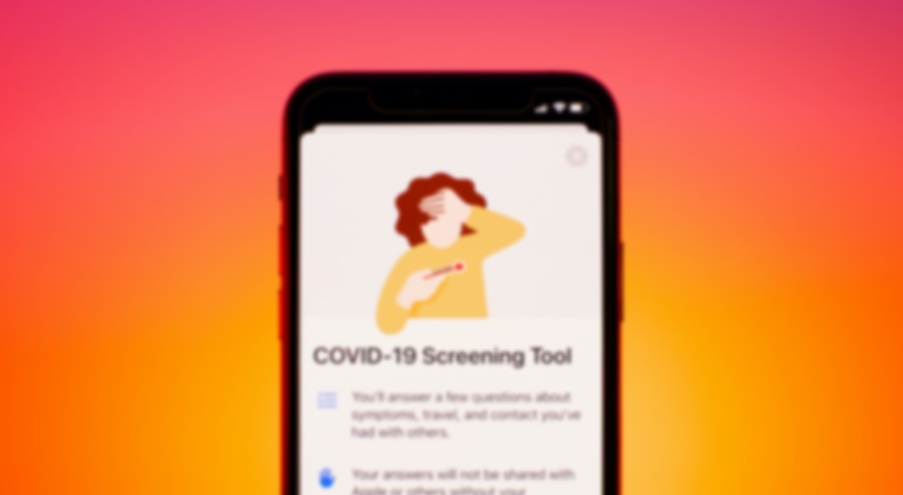 COVID-19 Screening Tool
You'll answer a few questions about
symptoms, travel, and contact you've
had with others.
Your answers will not be shared with
Apple or others without your